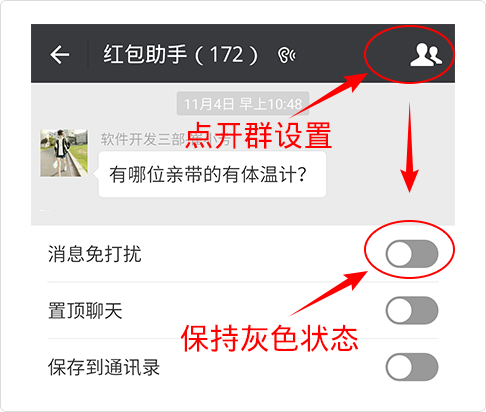 红包助手（172）
11月4日 早上10:48
点开群设置
软件开发三部
有哪位亲带的有体温计？
消息免打扰
置顶聊天
保持灰色状态
保存到通讯录